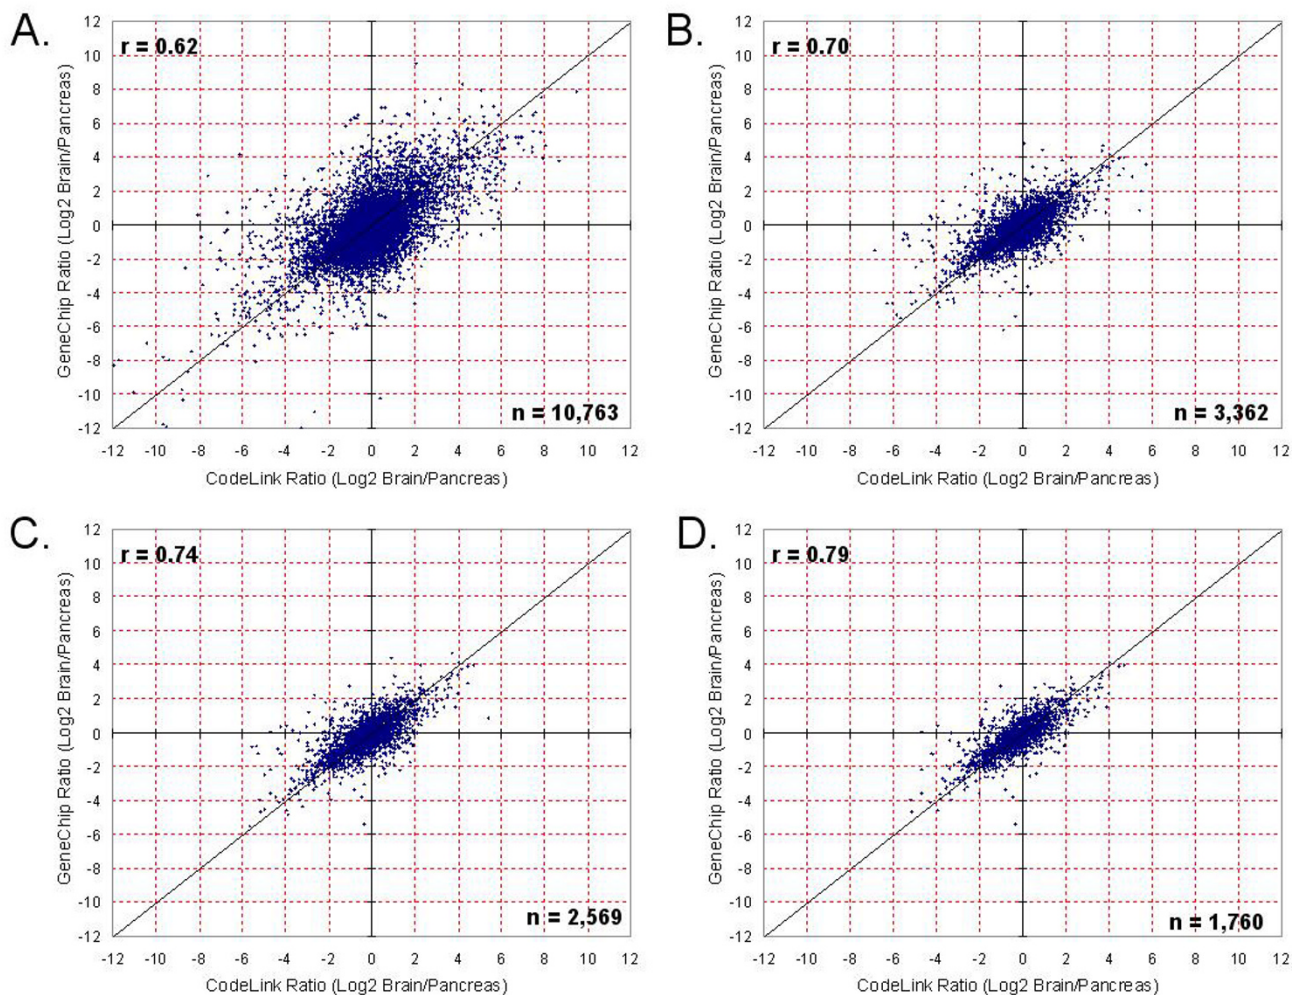 A.
r = 0.62
n = 10,763
12
10
8
6
4
2
0
-2
-4
-6
-8
-10
-12
-12 -10 -8 -6 -4 -2 0 2 4 6 8 10 12
GeneChip Ratio (Log2 Brain/Pancreas)
CodeLink Ratio (Log2 Brain/Pancreas)
B.
r = 0.70
n = 3,362
12
10
8
6
4
2
0
-2
-4
-6
-8
-10
-12
-12 -10 -8 -6 -4 -2 0 2 4 6 8 10 12
GeneChip Ratio (Log2 Brain/Pancreas)
CodeLink Ratio (Log2 Brain/Pancreas)
C.
r = 0.74
n = 2,569
12
10
8
6
4
2
0
-2
-4
-6
-8
-10
-12
-12 -10 -8 -6 -4 -2 0 2 4 6 8 10 12
GeneChip Ratio (Log2 Brain/Pancreas)
CodeLink Ratio (Log2 Brain/Pancreas)
D.
r = 0.79
n = 1,760
12
10
8
6
4
2
0
-2
-4
-6
-8
-10
-12
-12 -10 -8 -6 -4 -2 0 2 4 6 8 10 12
GeneChip Ratio (Log2 Brain/Pancreas)
CodeLink Ratio (Log2 Brain/Pancreas)